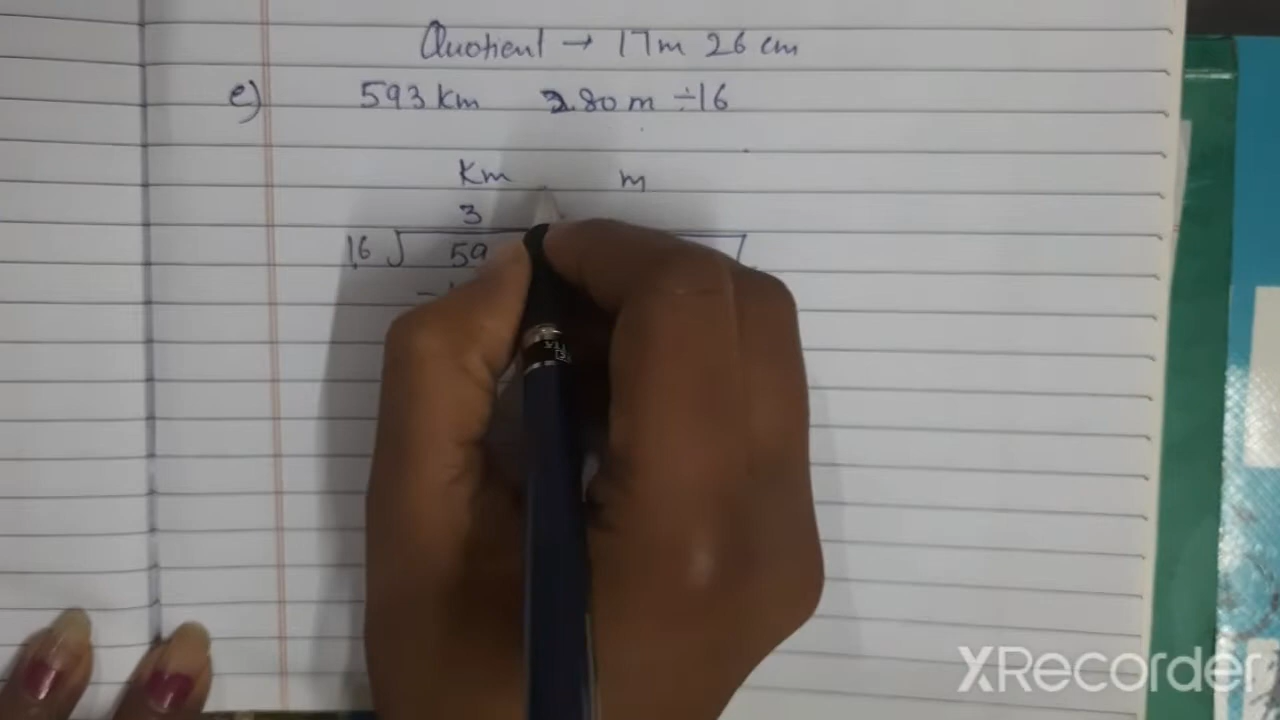 Quotient → 17m 26 cm
e) 593 Km 280 m ÷16
Km m
3
16 59
XRecorder